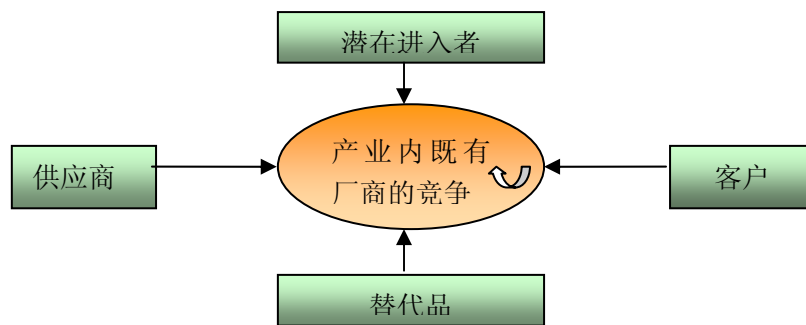 潜在进入者
供应商
产业内既有
厂商的竞争
客户
替代品